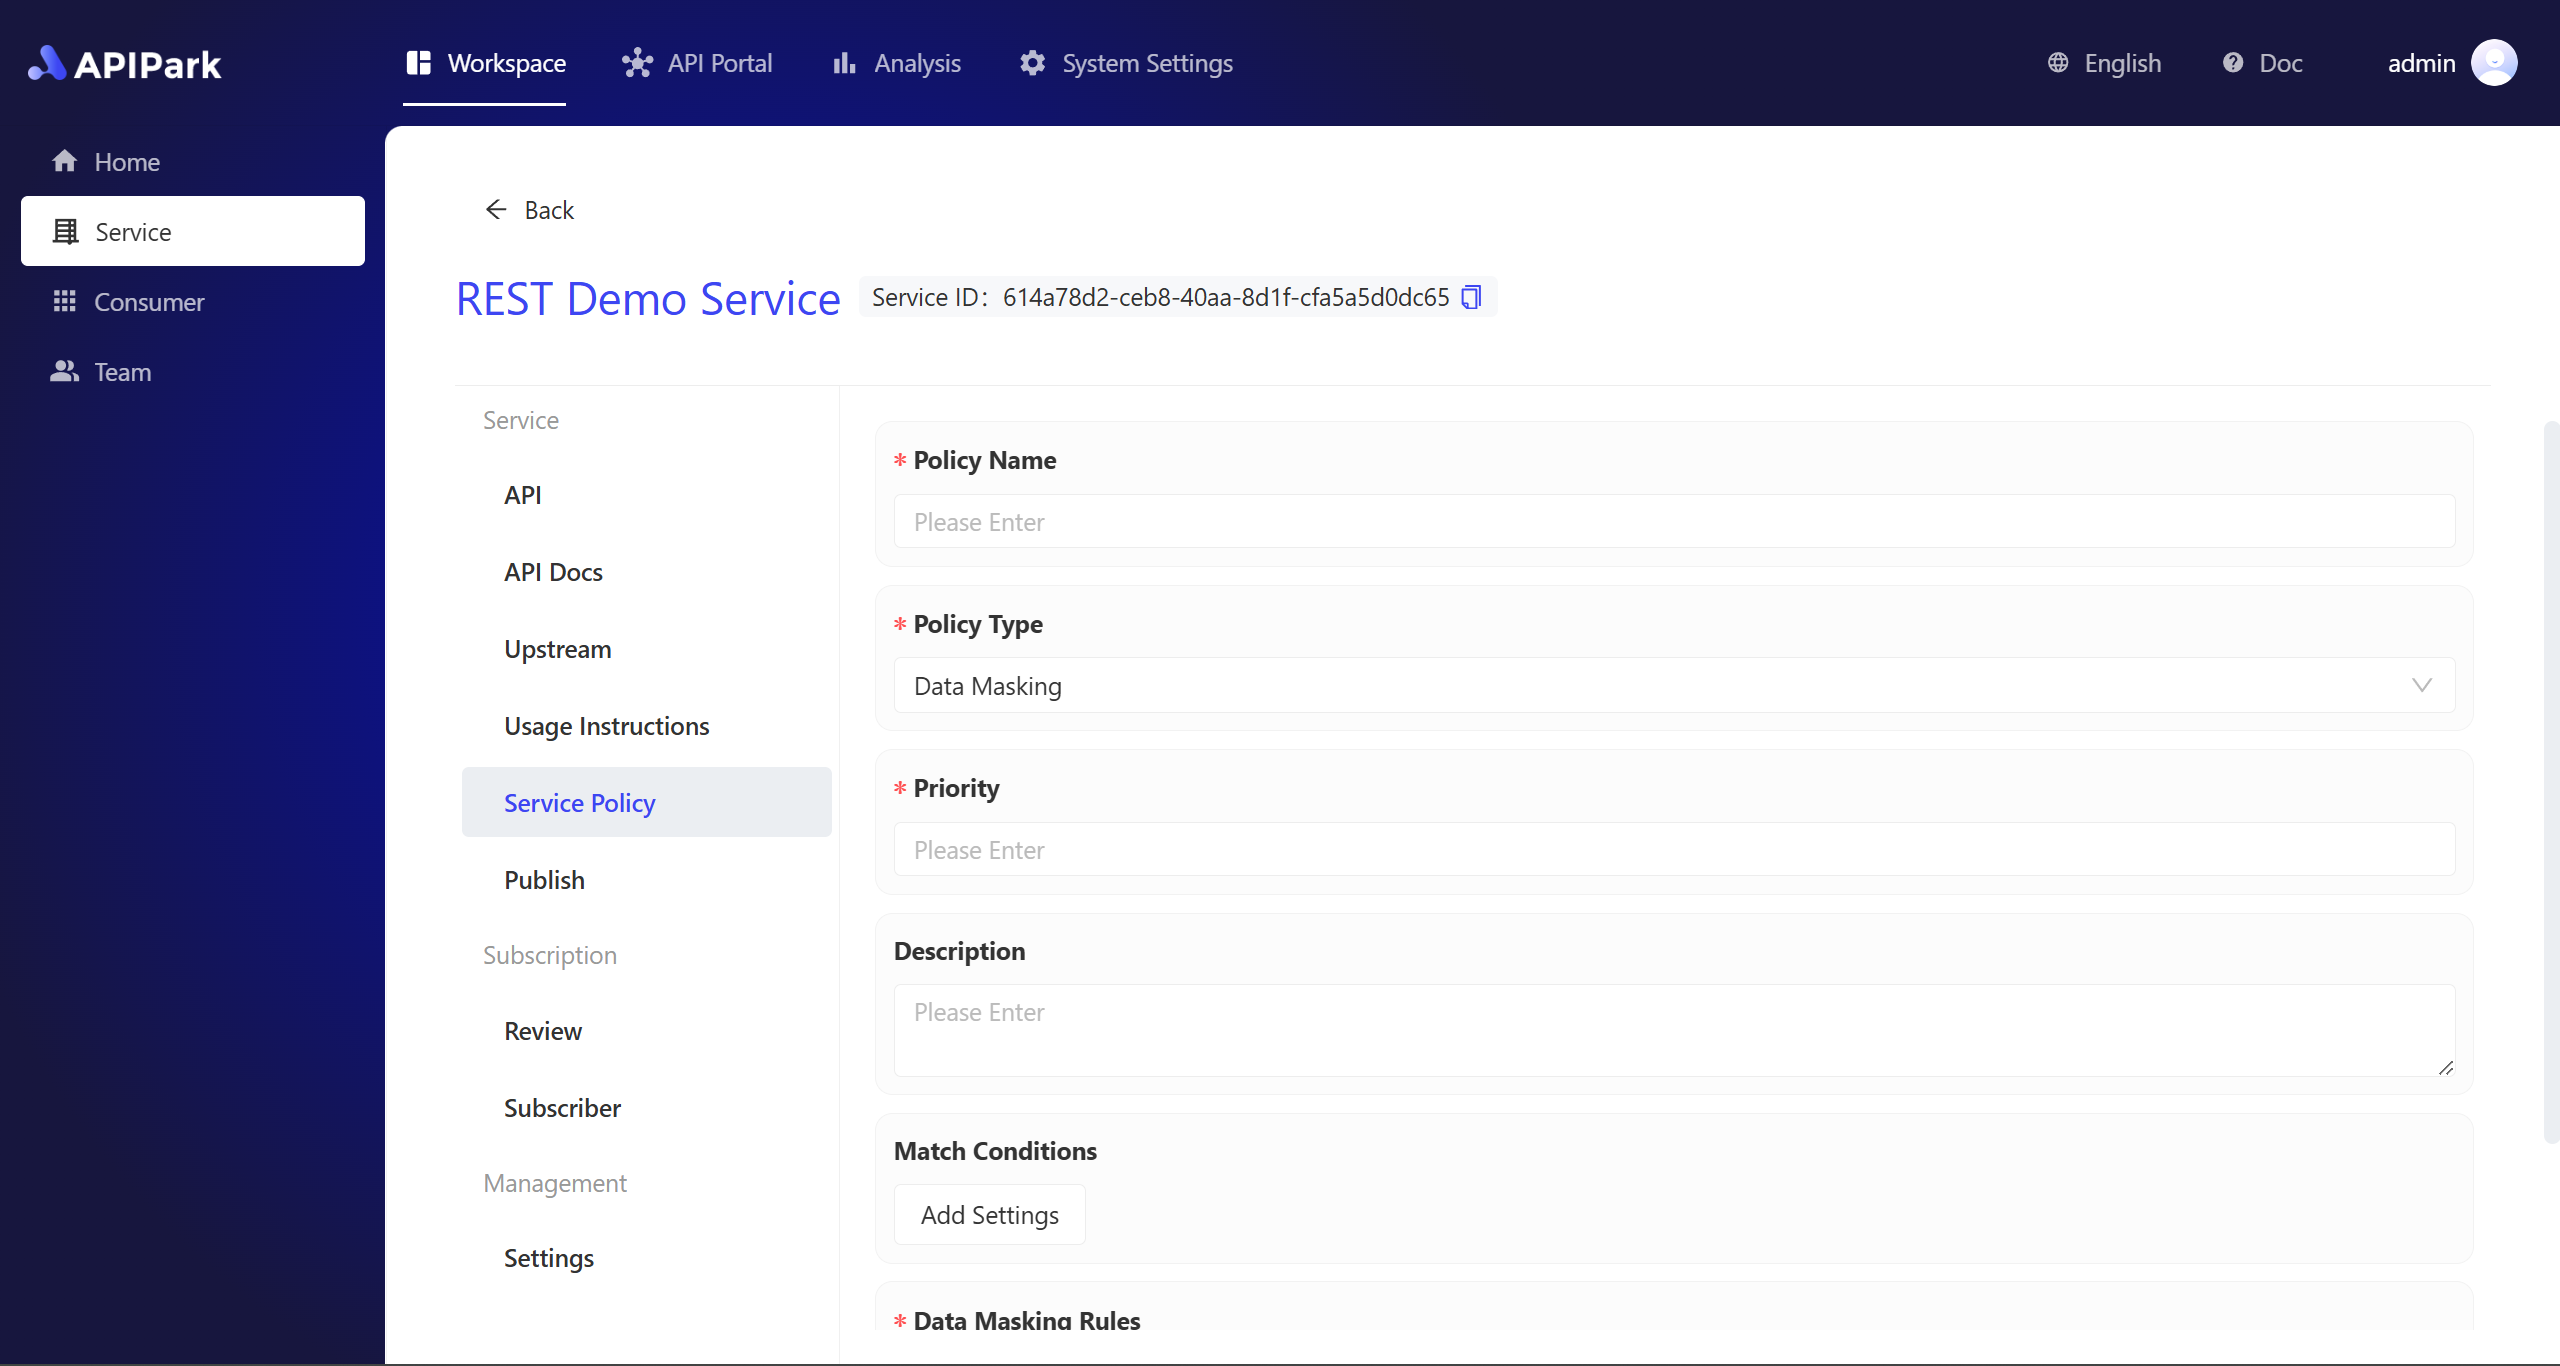 APIPark
Workspace
API Portal
Analysis
System Settings
English
Doc
admin
Home
Service
Consumer
Team
Back
REST Demo Service
Service ID：614a78d2-ceb8-40aa-8d1f-cfa5a5d0dc65
Service
API
API Docs
Upstream
Usage Instructions
Service Policy
Publish
Subscription
Review
Subscriber
Management
Settings
* Policy Name
Please Enter
* Policy Type
Data Masking
* Priority
Please Enter
Description
Please Enter
Match Conditions
Add Settings
* Data Masking Rules